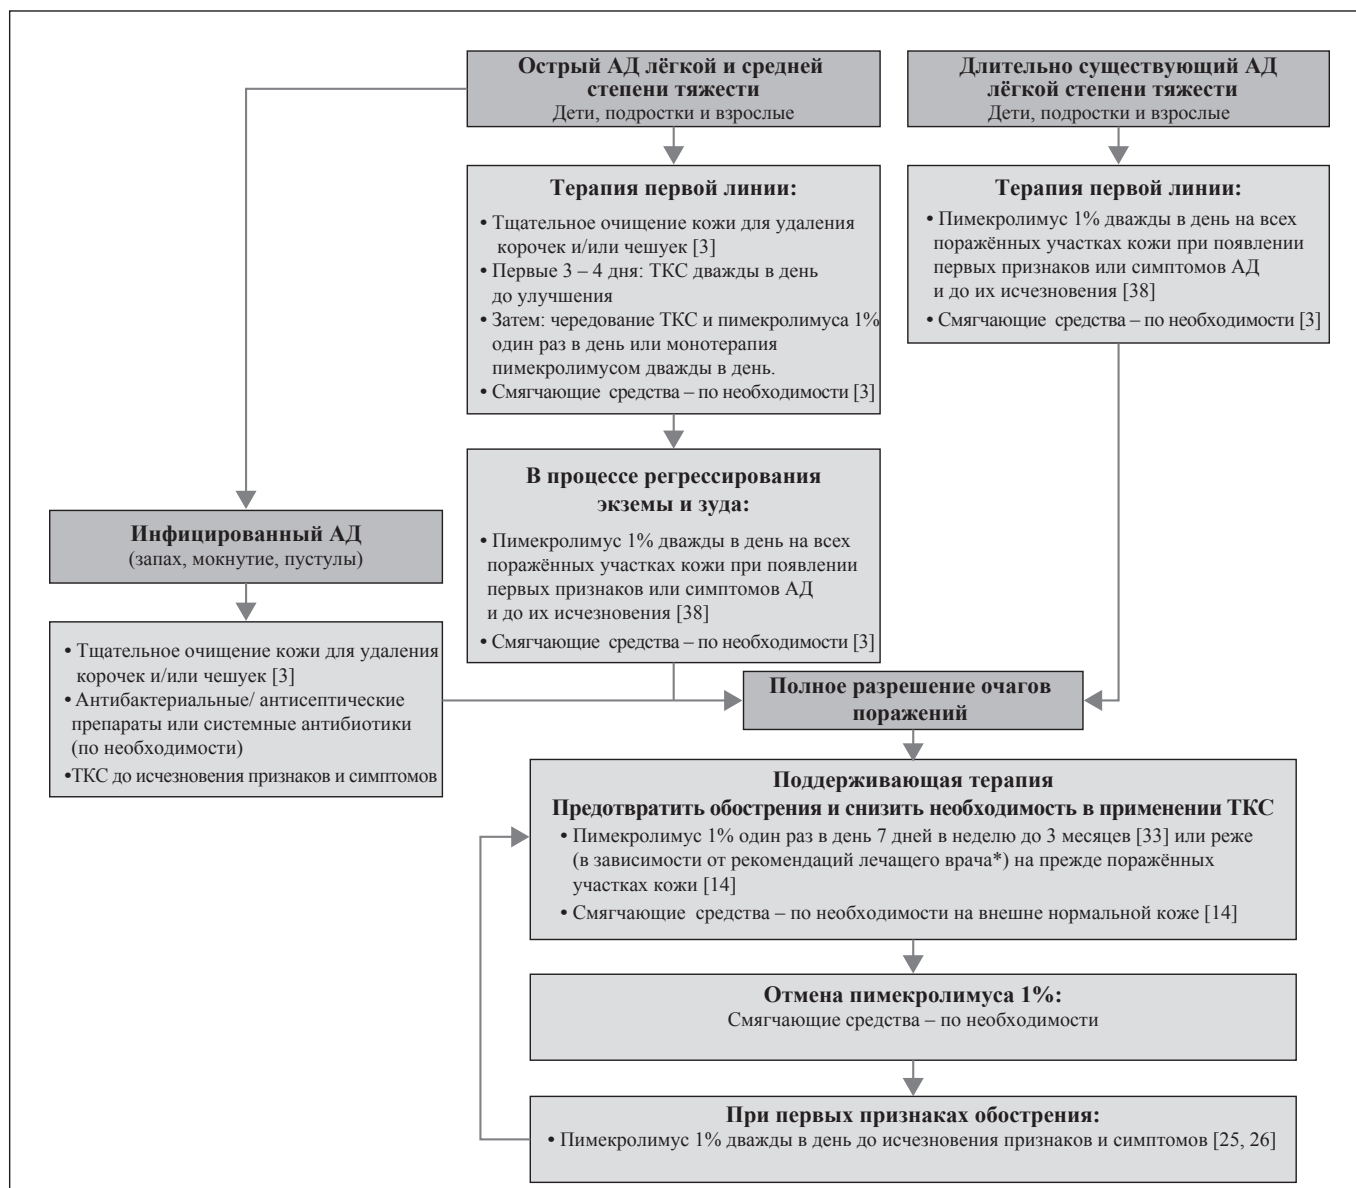 Острый АД лёгкой и средней
степени тяжести
Дети, подростки и взрослые
Длительно существующий АД
лёгкой степени тяжести
Дети, подростки и взрослые
Терапия первой линии:
• Тщательное очищение кожи для удаления
корочек и/или чешуек [3]
• Первые 3 – 4 дня: ТКС дважды в день
до улучшения
• Затем: чередование ТКС и пимекролимуса 1%
один раз в день или монотерапия
пимекролимусом дважды в день.
• Смягчающие средства – по необходимости [3]
Терапия первой линии:
• Пимекролимус 1% дважды в день на всех
поражённых участках кожи при появлении
первых признаков или симптомов АД
и до их исчезновения [38]
• Смягчающие средства – по необходимости [3]
В процессе регрессирования
экземы и зуда:
• Пимекролимус 1% дважды в день на всех
поражённых участках кожи при появлении
первых признаков или симптомов АД
и до их исчезновения [38]
• Смягчающие средства – по необходимости [3]
Инфицированный АД
(запах, мокнутие, пустулы)
• Тщательное очищение кожи для удаления
корочек и/или чешуек [3]
• Антибактериальные/ антисептические
препараты или системные антибиотики
(по необходимости)
•ТКС до исчезновения признаков и симптомов
Полное разрешение очагов
поражений
Поддерживающая терапия
Предотвратить обострения и снизить необходимость в применении ТКС
• Пимекролимус 1% один раз в день 7 дней в неделю до 3 месяцев [33] или реже
(в зависимости от рекомендаций лечащего врача*) на прежде поражённых
участках кожи [14]
• Смягчающие средства – по необходимости на внешне нормальной коже [14]
Отмена пимекролимуса 1%:
Смягчающие средства – по необходимости
При первых признаках обострения:
• Пимекролимус 1% дважды в день до исчезновения признаков и симптомов [25, 26]